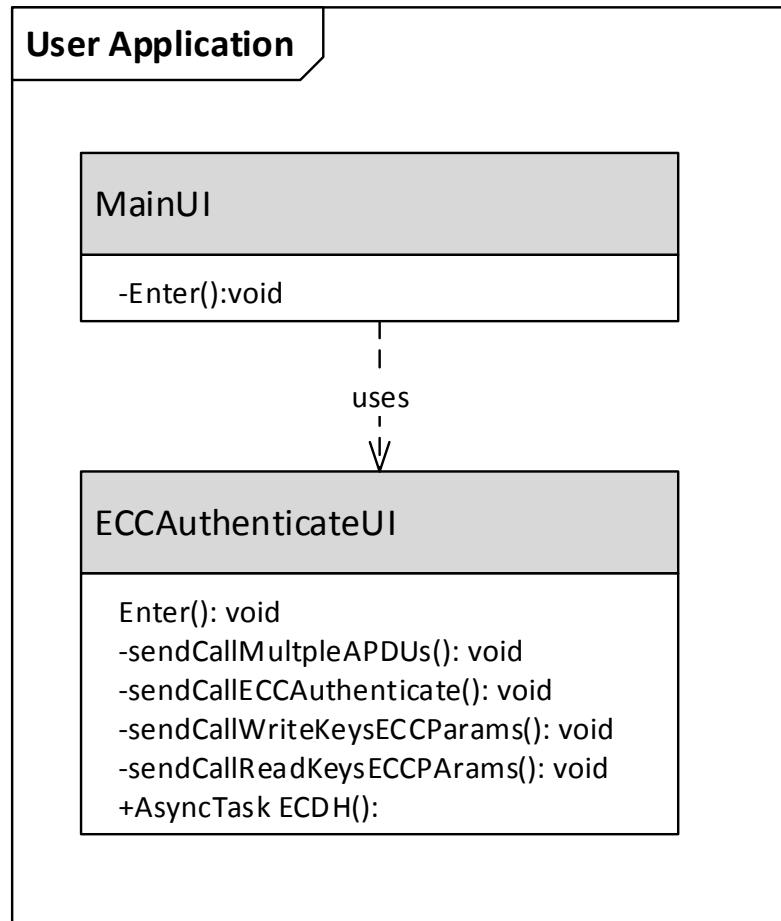 User Application
MainUI
-Enter():void
uses
ECCAuthenticateUI
Enter(): void
-sendCallMultpleAPDUs(): void
-sendCallECCAuthenticate(): void
-sendCallWriteKeysECCParams(): void
-sendCallReadKeysECCPArams(): void
+AsyncTask ECDH():